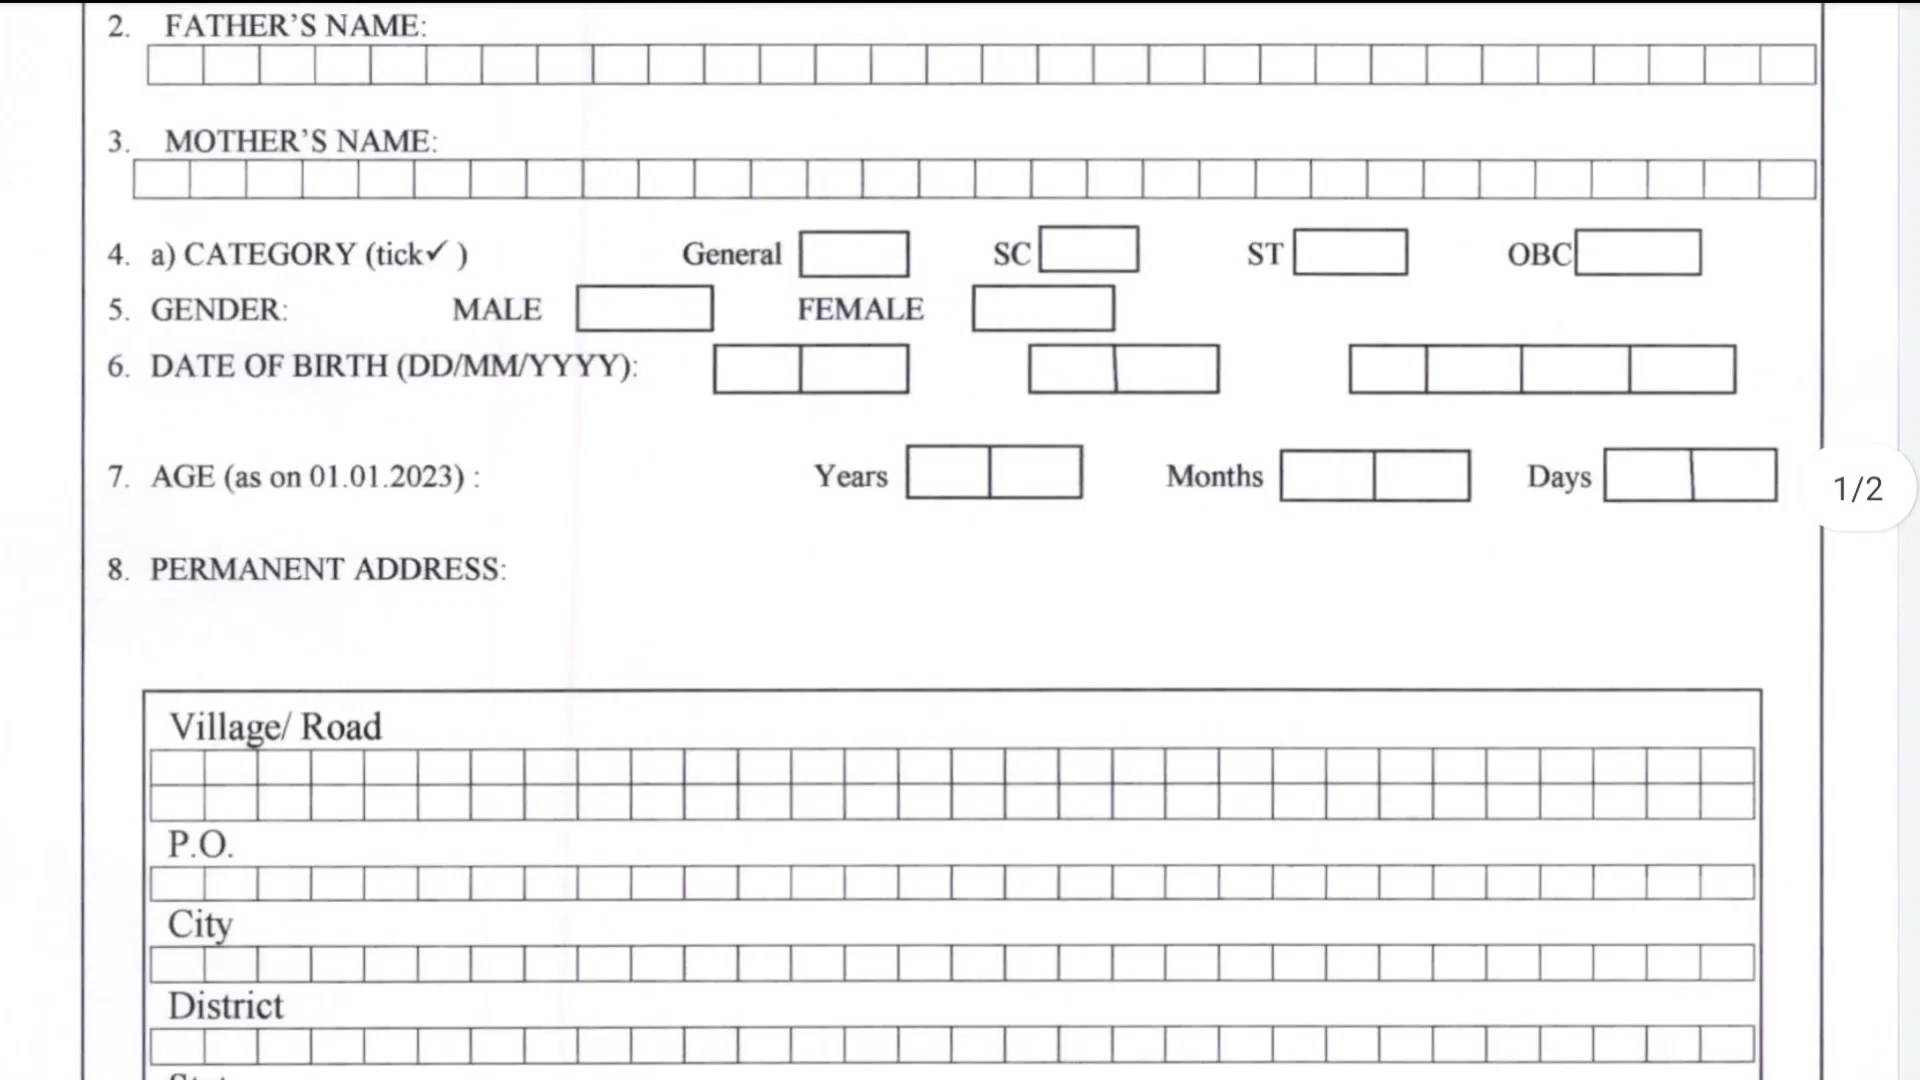 2. FATHER'S NAME:
3. MOTHER'S NAME:
4. a) CATEGORY (tick✓ ) General SC ST OBC
5. GENDER: MALE FEMALE
6. DATE OF BIRTH (DD/MM/YYYY):
7. AGE (as on 01.01.2023) : Years Months Days
1/2
8. PERMANENT ADDRESS:
Village/ Road
P.O.
City
District